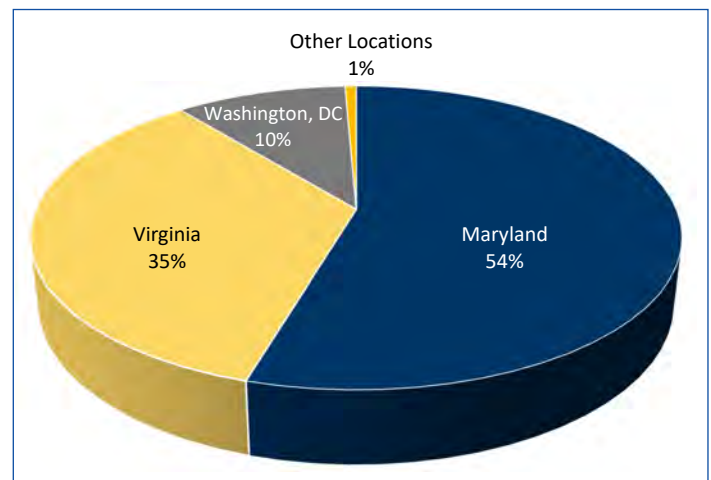 Other Locations
1%
Washington, DC
10%
Virginia
35%
Maryland
54%